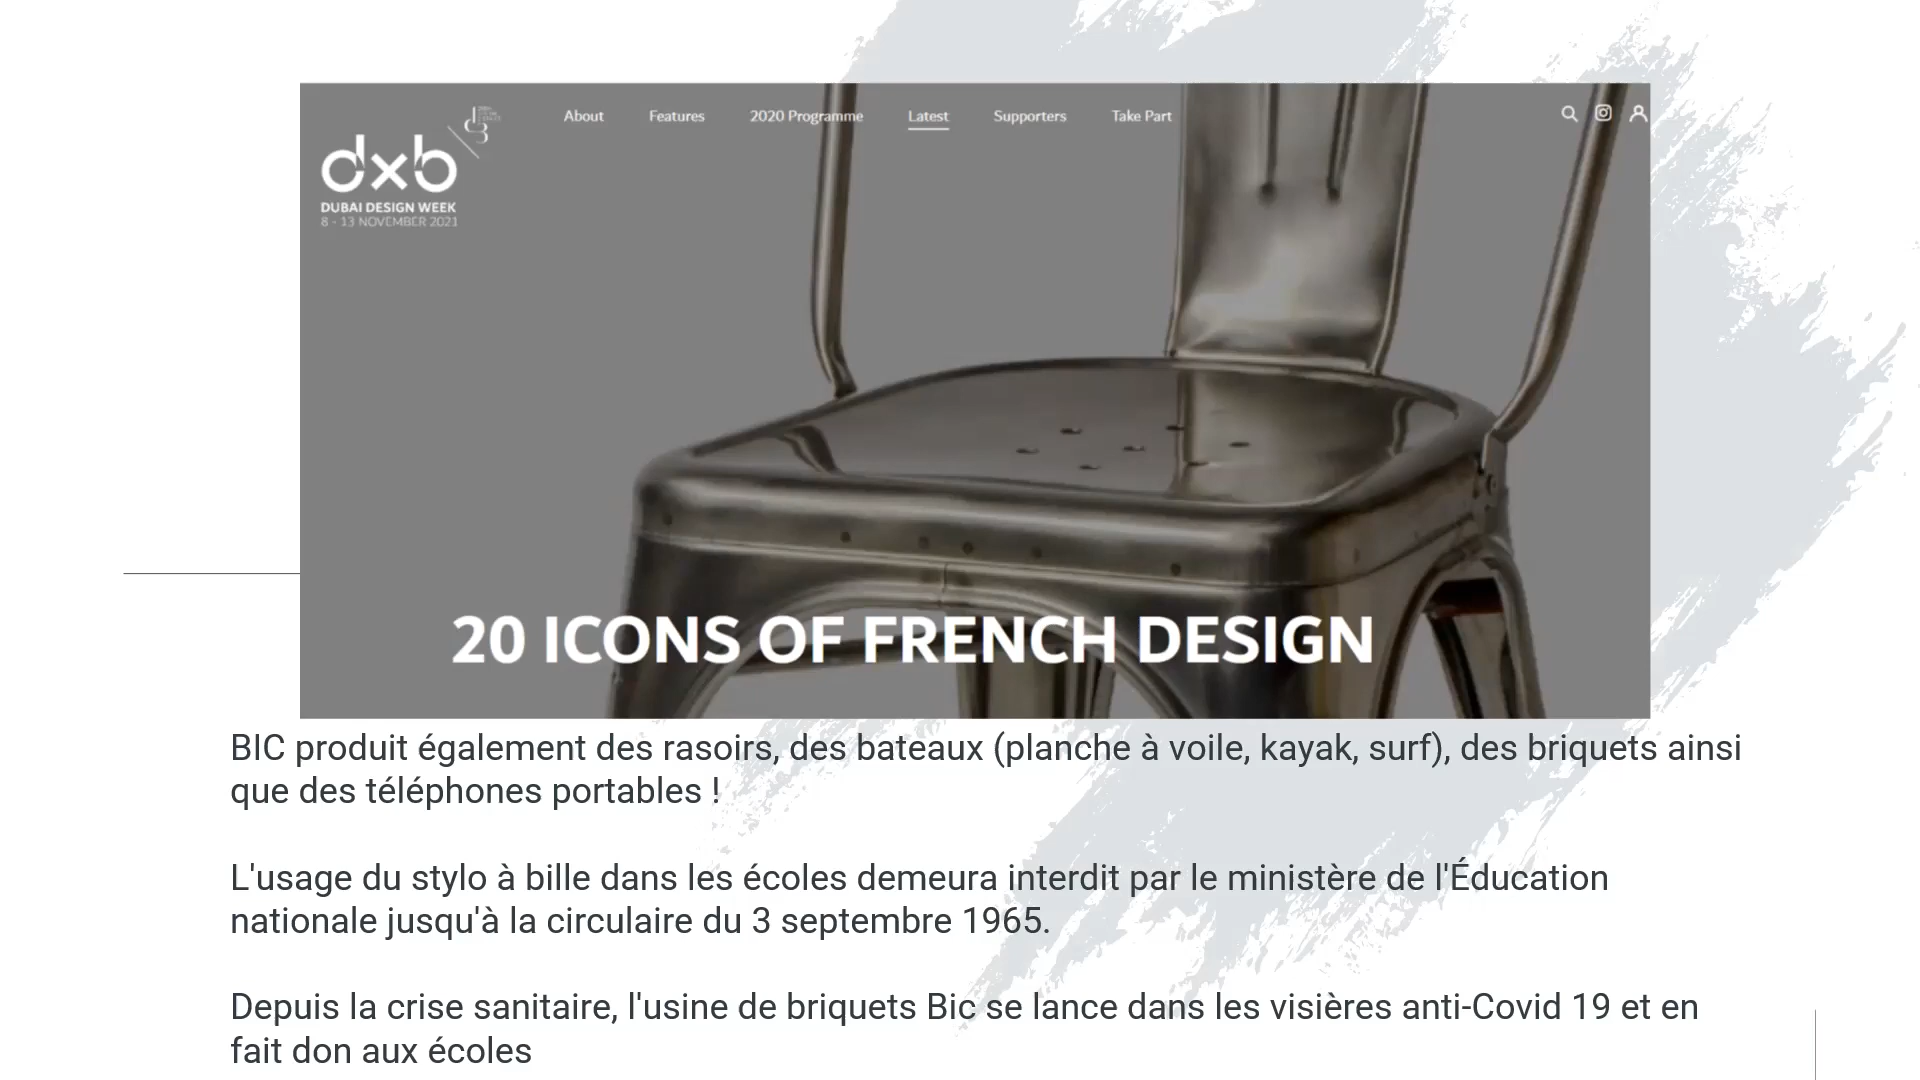 About Features 2020 Programme Latest Supporters Take Part
dxb
DUBAI DESIGN WEEK
8 - 13 NOVEMBER 2021
20 ICONS OF FRENCH DESIGN
BIC produit également des rasoirs, des bateaux (planche à voile, kayak, surf), des briquets ainsi
que des téléphones portables !
L'usage du stylo à bille dans les écoles demeura interdit par le ministère de l'Éducation
nationale jusqu'à la circulaire du 3 septembre 1965.
Depuis la crise sanitaire, l'usine de briquets Bic se lance dans les visières anti-Covid 19 et en
fait don aux écoles